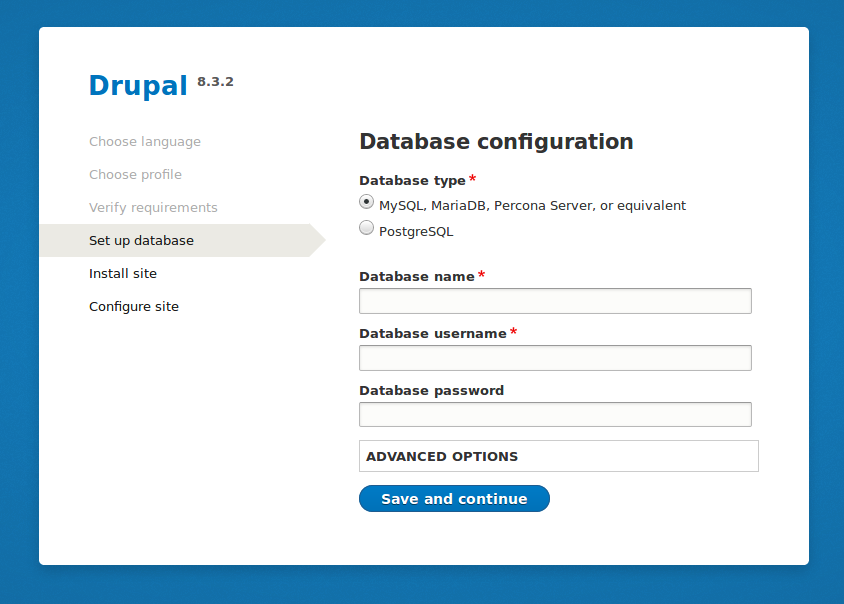 Drupal 8.3.2
Choose language
Choose profile
Verify requirements
Set up database
Install site
Configure site
Database configuration
Database type *
MySQL, MariaDB, Percona Server, or equivalent
PostgreSQL
Database name *
Database username *
Database password
ADVANCED OPTIONS
Save and continue